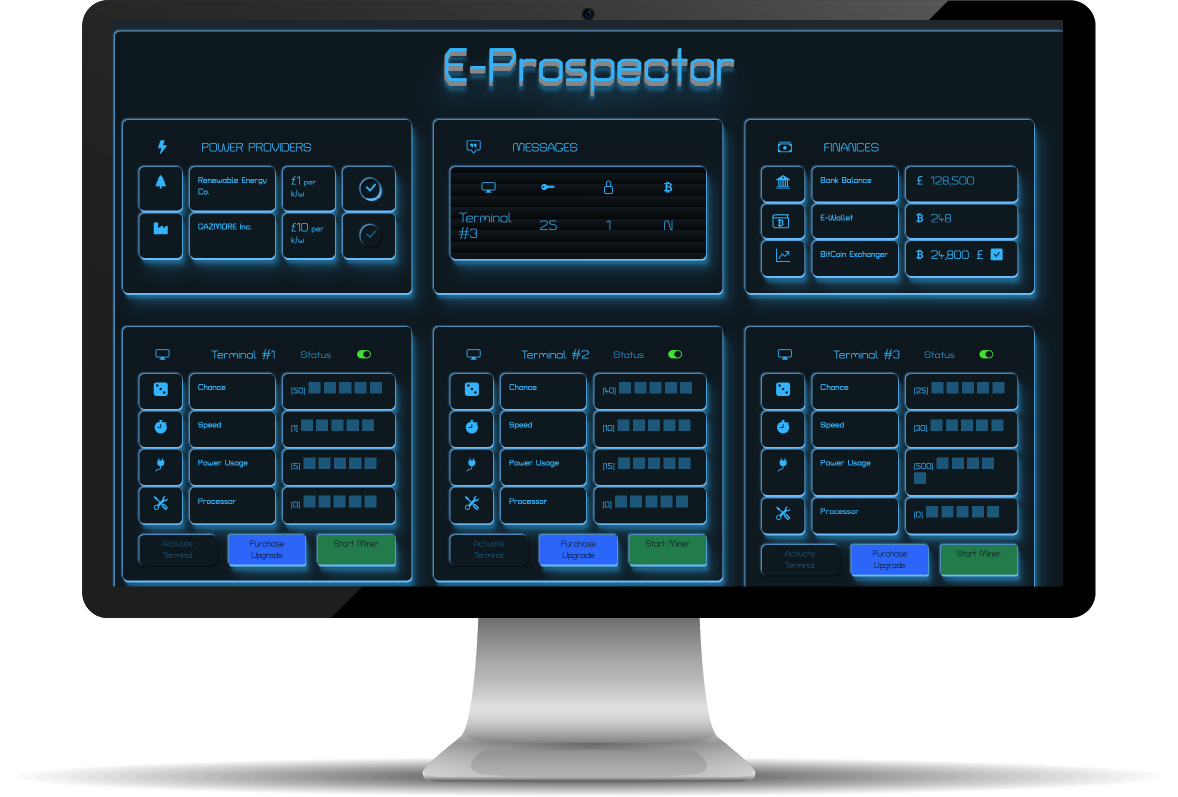 E-Prospector
POWER PROVIDERS
Renewable Energy
Co.
£1 per
k/w
GAZMORE Inc.
£10 per
k/w
MESSAGES
Terminal
#3
25
1
N
FINANCES
Bank Balance
£ 128,500
E-Wallet
248
BitCoin Exchanger
24,800 £
Terminal #1
Status
Chance
[50]
Speed
[1]
Power Usage
[5]
Processor
[0]
Activate
Terminal
Purchase
Upgrade
Start Miner
Terminal #2
Status
Chance
[40]
Speed
[10]
Power Usage
[15]
Processor
[0]
Activate
Terminal
Purchase
Upgrade
Start Miner
Terminal #3
Status
Chance
[25]
Speed
[30]
Power Usage
[500]
Processor
[0]
Activate
Terminal
Purchase
Upgrade
Start Miner